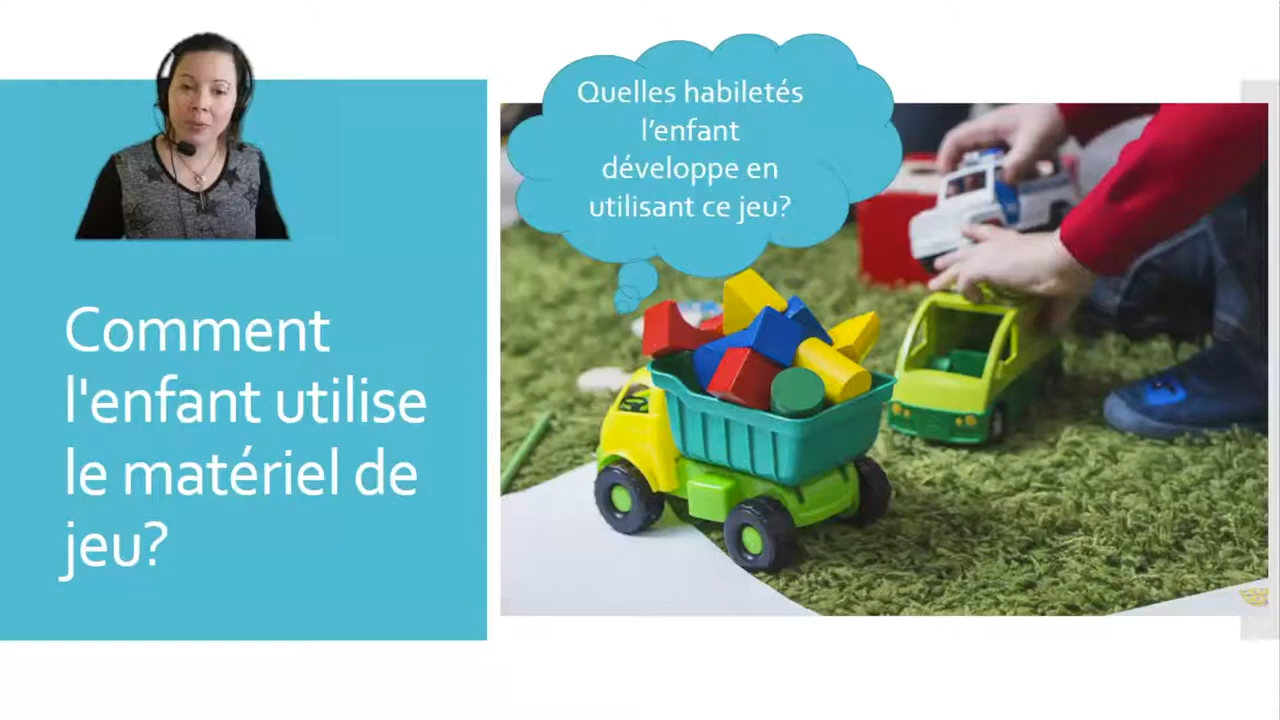 Quelles habiletés
l’enfant
développe en
utilisant ce jeu?
Comment
l'enfant utilise
le matériel de
jeu?